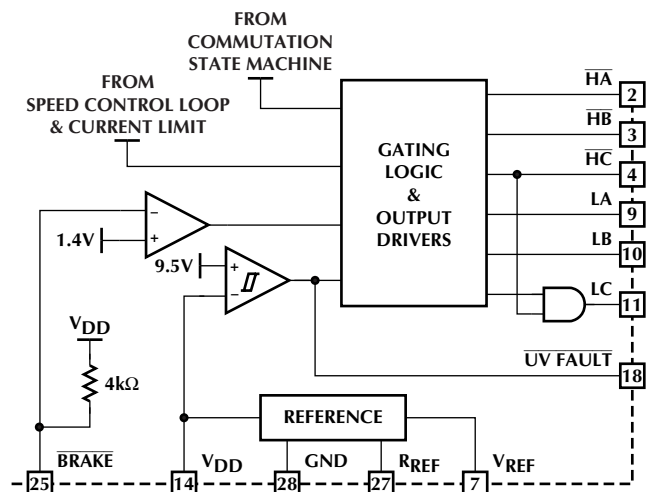 FROM
COMMUTATION
STATE MACHINE
FROM
SPEED CONTROL LOOP
& CURRENT LIMIT
GATING
LOGIC
&
OUTPUT
DRIVERS
HA
2
HB
3
HC
4
LA
9
LB
10
LC
11
UV FAULT
18
–
+
1.4V
9.5V
+
–
VDD
4kΩ
REFERENCE
BRAKE
25
VDD
14
GND
28
RREF
27
VREF
7